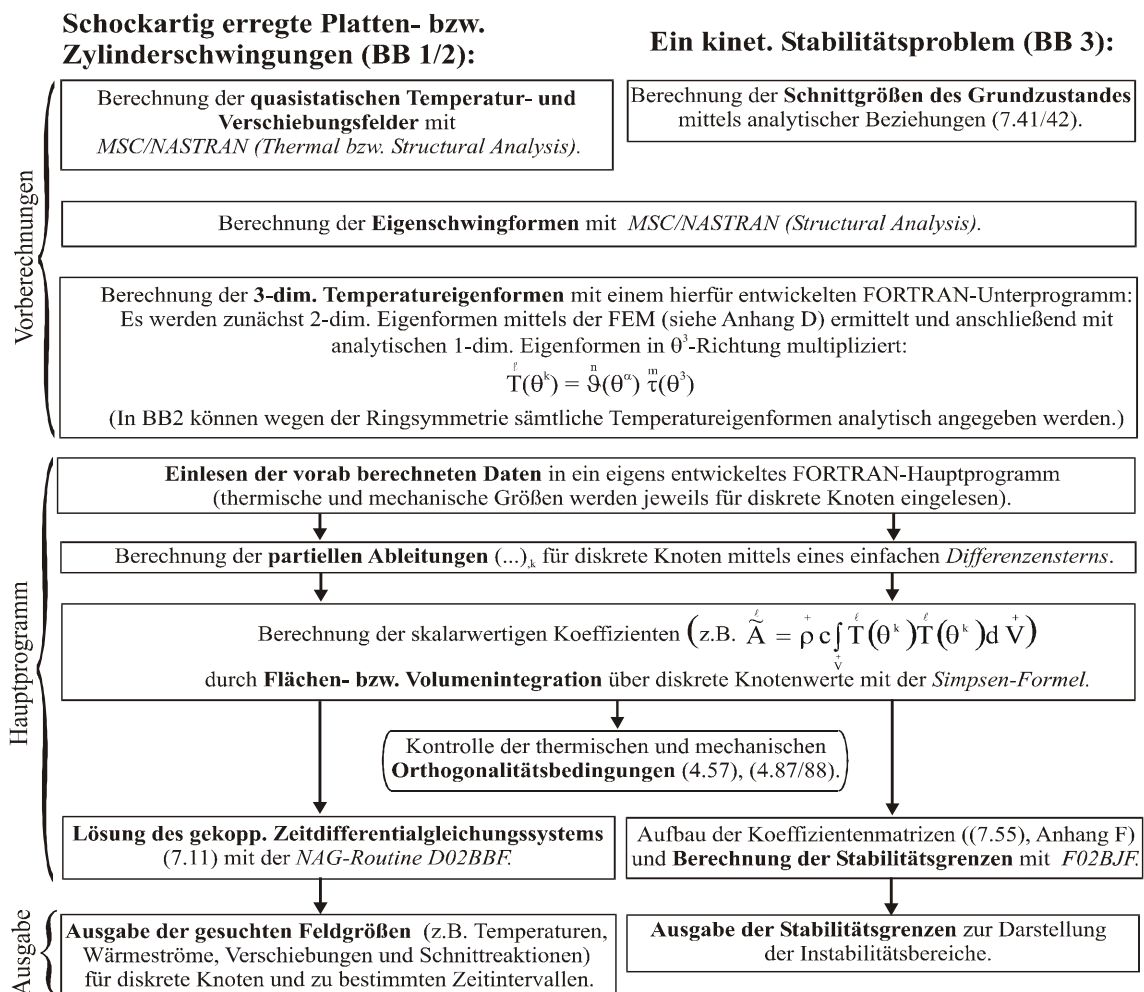 Schockartig erregte Platten- bzw.
Zylinderschwingungen (BB 1/2):
Ein kinet. Stabilitätsproblem (BB 3):
Vorberechnungen
Berechnung der quasistatischen Temperatur- und
Verschiebungsfelder mit
MSC/NASTRAN (Thermal bzw. Structural Analysis).
Berechnung der Schnittgrößen des Grundzustandes
mittels analytischer Beziehungen (7.41/42).
Berechnung der Eigenschwingformen mit MSC/NASTRAN (Structural Analysis).
Berechnung der 3-dim. Temperatureigenformen mit einem hierfür entwickelten FORTRAN-Unterprogramm:
Es werden zunächst 2-dim. Eigenformen mittels der FEM (siehe Anhang D) ermittelt und anschließend mit
analytischen 1-dim. Eigenformen in θ³-Richtung multipliziert:
T^ℓ(θ^k) = ϑ^n(θ^α) τ^m(θ³)
(In BB2 können wegen der Ringsymmetrie sämtliche Temperatureigenformen analytisch angegeben werden.)
Hauptprogramm
Einlesen der vorab berechneten Daten in ein eigens entwickeltes FORTRAN-Hauptprogramm
(thermische und mechanische Größen werden jeweils für diskrete Knoten eingelesen).
Berechnung der partiellen Ableitungen (...),k für diskrete Knoten mittels eines einfachen Differenzensterns.
Berechnung der skalarwertigen Koeffizienten (z.B. Ã^ℓ = ρ^+ c ∫_V^+ T^ℓ(θ^k) T^ℓ(θ^k) d V^+)
durch Flächen- bzw. Volumenintegration über diskrete Knotenwerte mit der Simpsen-Formel.
Kontrolle der thermischen und mechanischen
Orthogonalitätsbedingungen (4.57), (4.87/88).
Lösung des gekopp. Zeitdifferentialgleichungssystems
(7.11) mit der NAG-Routine D02BBF.
Aufbau der Koeffizientenmatrizen ((7.55), Anhang F)
und Berechnung der Stabilitätsgrenzen mit F02BJF.
Ausgabe
Ausgabe der gesuchten Feldgrößen (z.B. Temperaturen,
Wärmeströme, Verschiebungen und Schnittreaktionen)
für diskrete Knoten und zu bestimmten Zeitintervallen.
Ausgabe der Stabilitätsgrenzen zur Darstellung
der Instabilitätsbereiche.